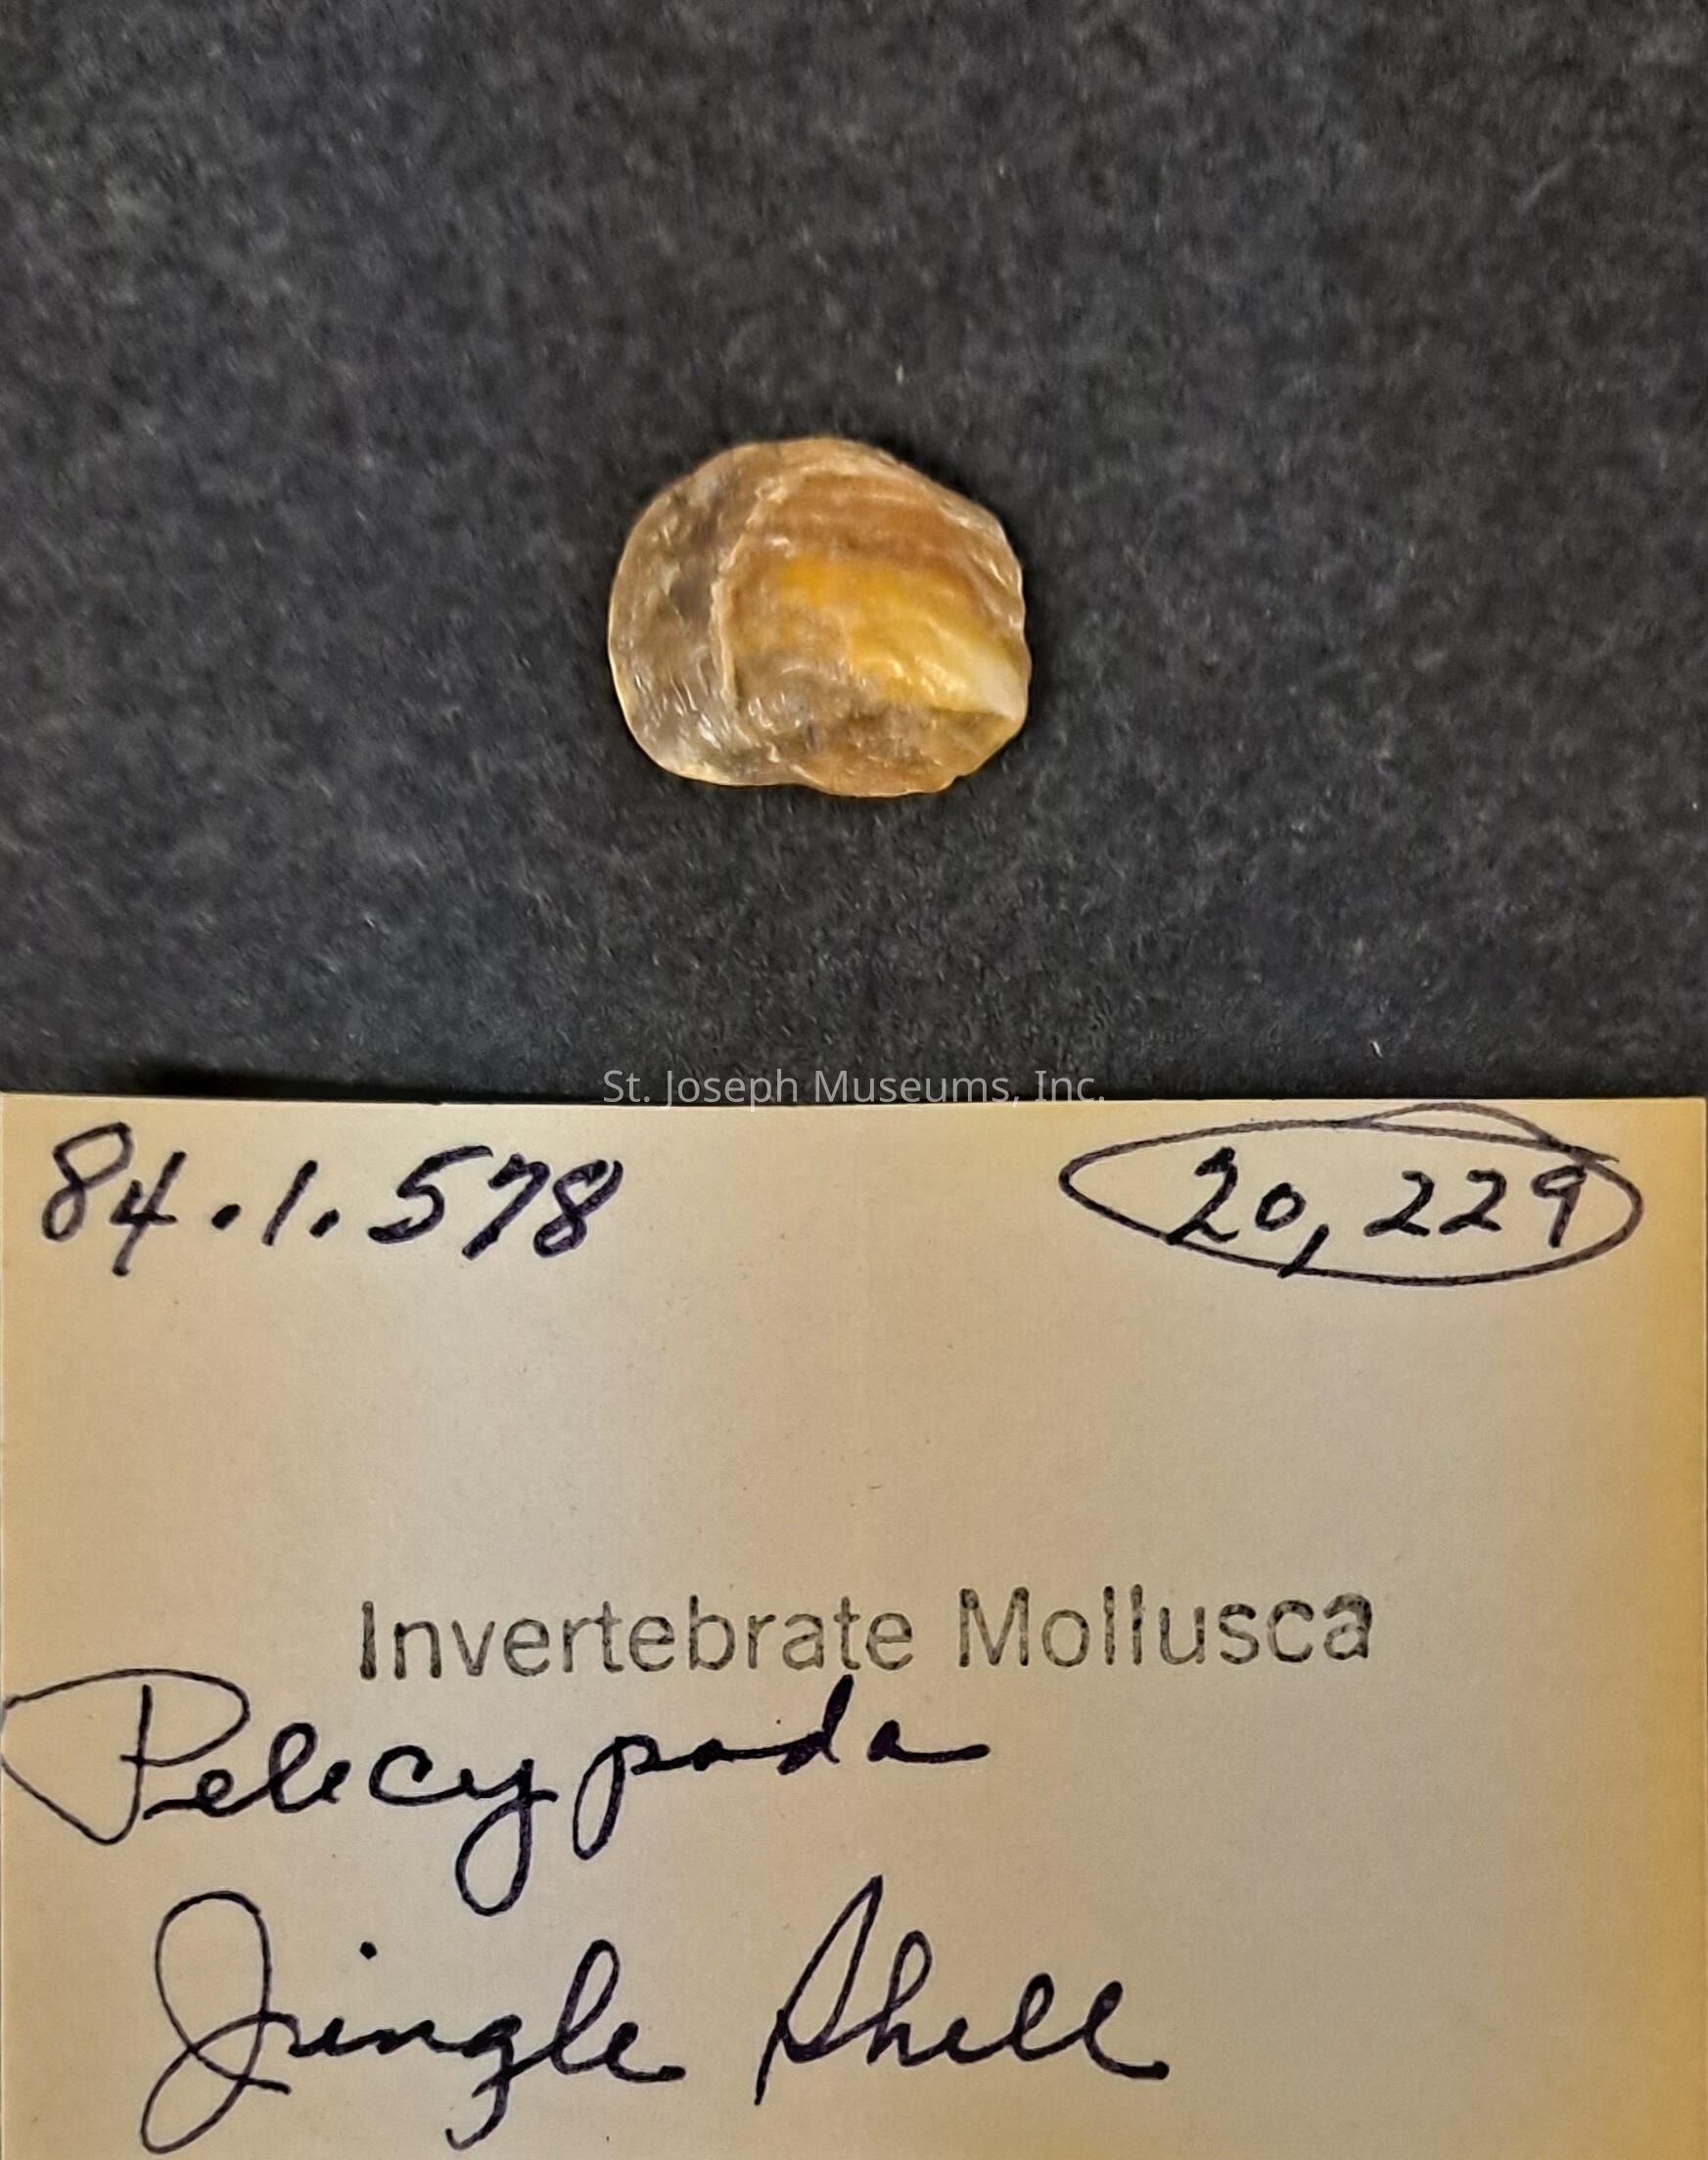 St. Joseph Museums, Inc.
84.1.578 20,229
Invertebrate Mollusca
Pelecypoda
Jingle Shell